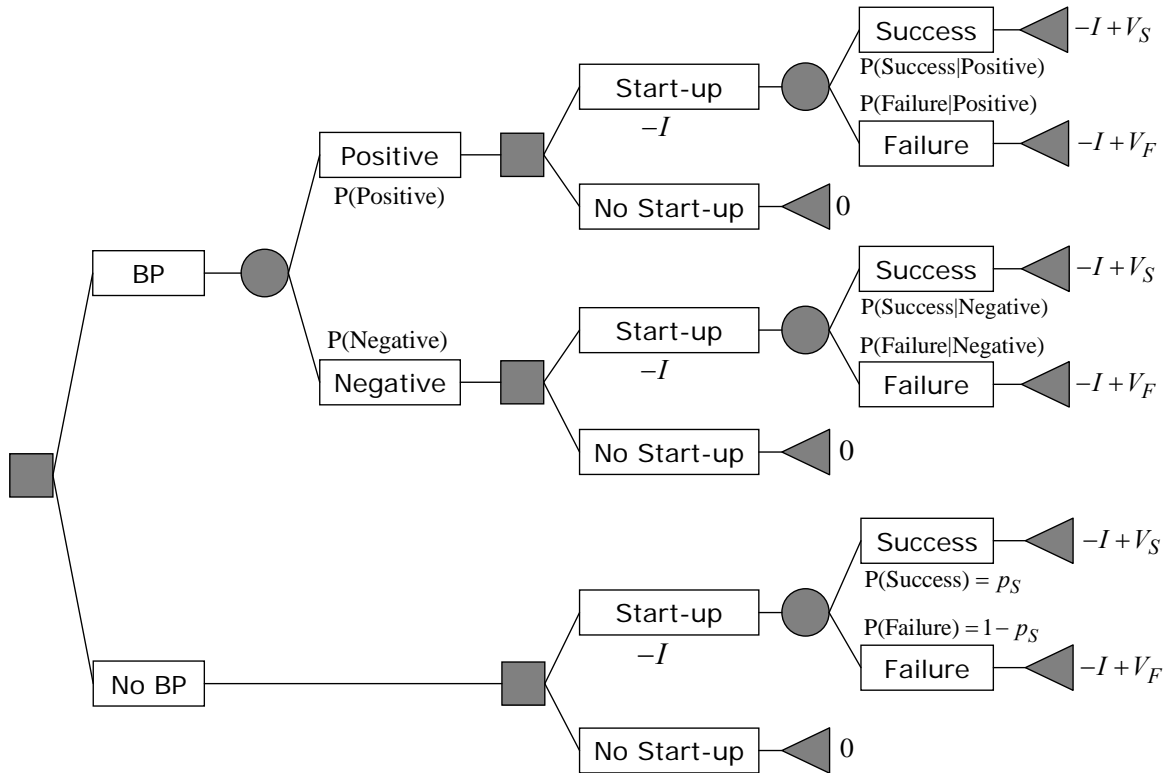 Success
−I + V_S
P(Success|Positive)
Start-up
−I
P(Failure|Positive)
Failure
−I + V_F
Positive
P(Positive)
No Start-up
0
BP
Success
−I + V_S
P(Success|Negative)
P(Negative)
Start-up
−I
P(Failure|Negative)
Negative
Failure
−I + V_F
No Start-up
0
Success
−I + V_S
P(Success) = p_S
Start-up
−I
P(Failure) = 1 − p_S
No BP
Failure
−I + V_F
No Start-up
0